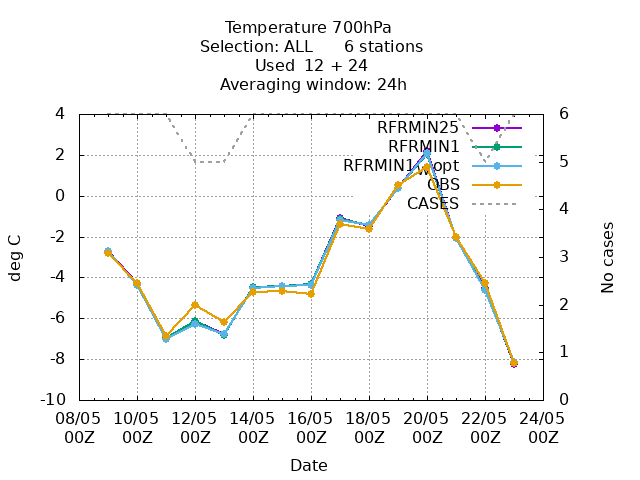 Temperature 700hPa
Selection: ALL 6 stations
Used 12 + 24
Averaging window: 24h
4
2
0
-2
-4
-6
-8
-10
deg C
6
5
4
3
2
1
0
No cases
RFRMIN25
RFRMIN1
OBS
CASES
08/05 10/05 12/05 14/05 16/05 18/05 20/05 22/05 24/05
00Z 00Z 00Z 00Z 00Z 00Z 00Z 00Z 00Z
Date